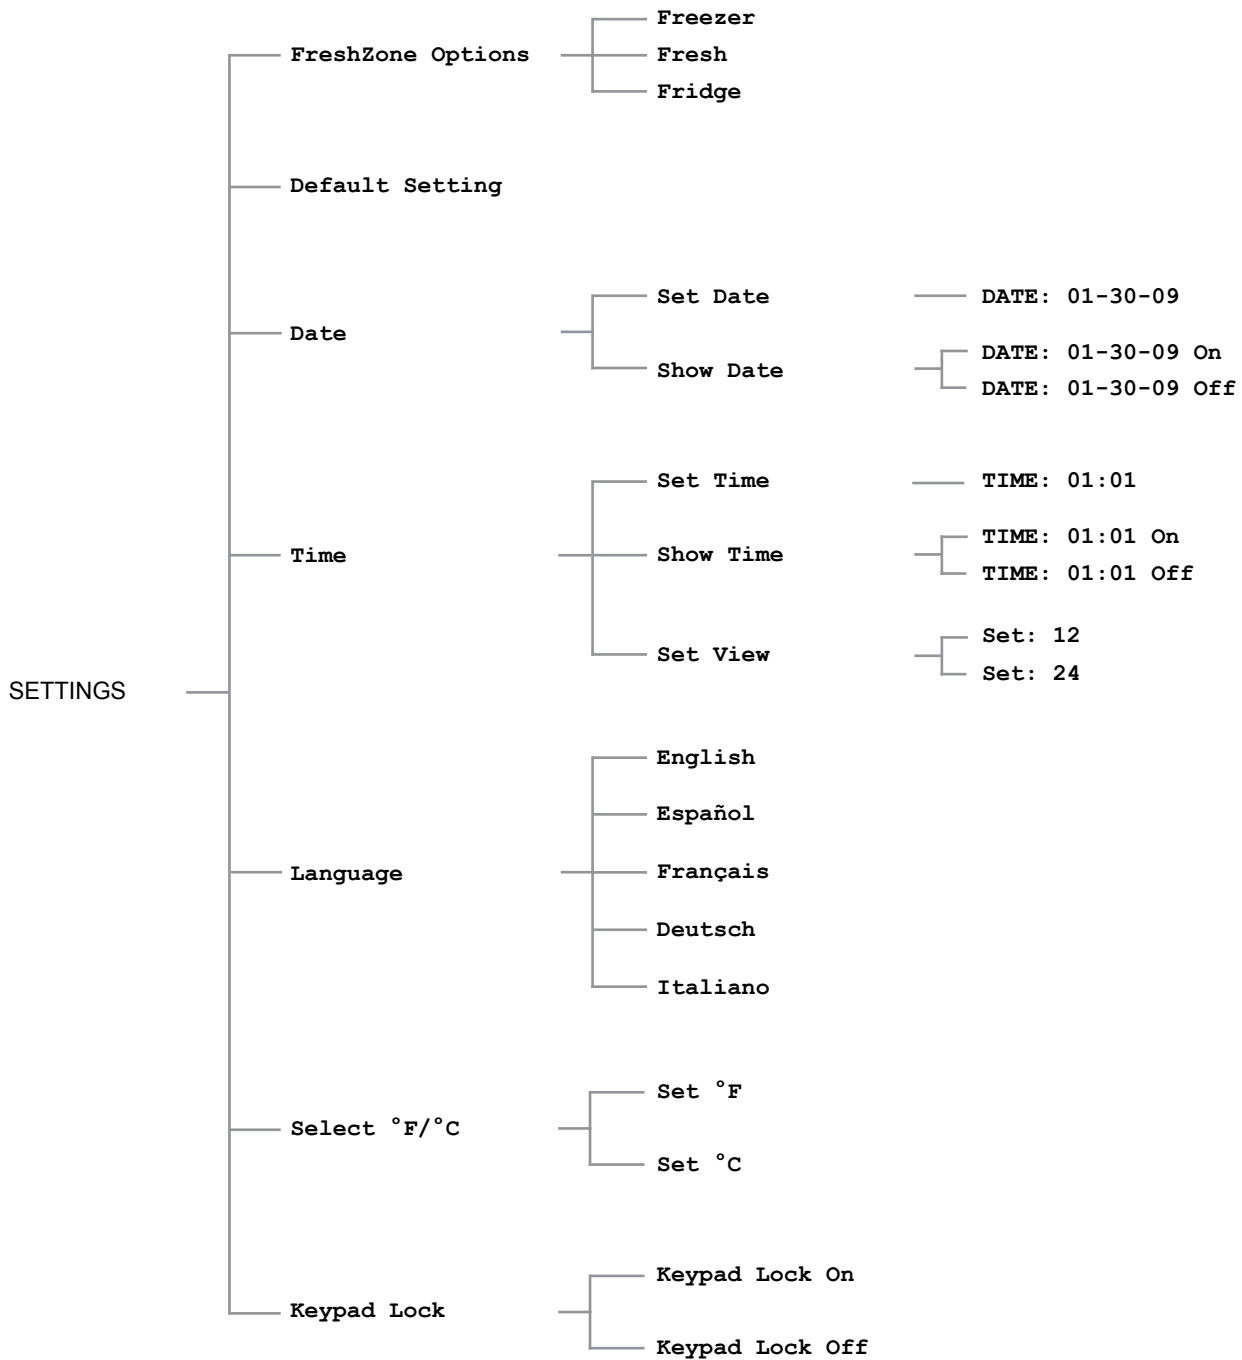 Freezer
FreshZone Options
Fresh
Fridge
Default Setting
Set Date
DATE: 01-30-09
Date
Show Date
DATE: 01-30-09 On
DATE: 01-30-09 Off
Set Time
TIME: 01:01
Time
Show Time
TIME: 01:01 On
TIME: 01:01 Off
Set View
Set: 12
Set: 24
SETTINGS
English
Español
Language
Français
Deutsch
Italiano
Set °F
Select °F/°C
Set °C
Keypad Lock On
Keypad Lock
Keypad Lock Off